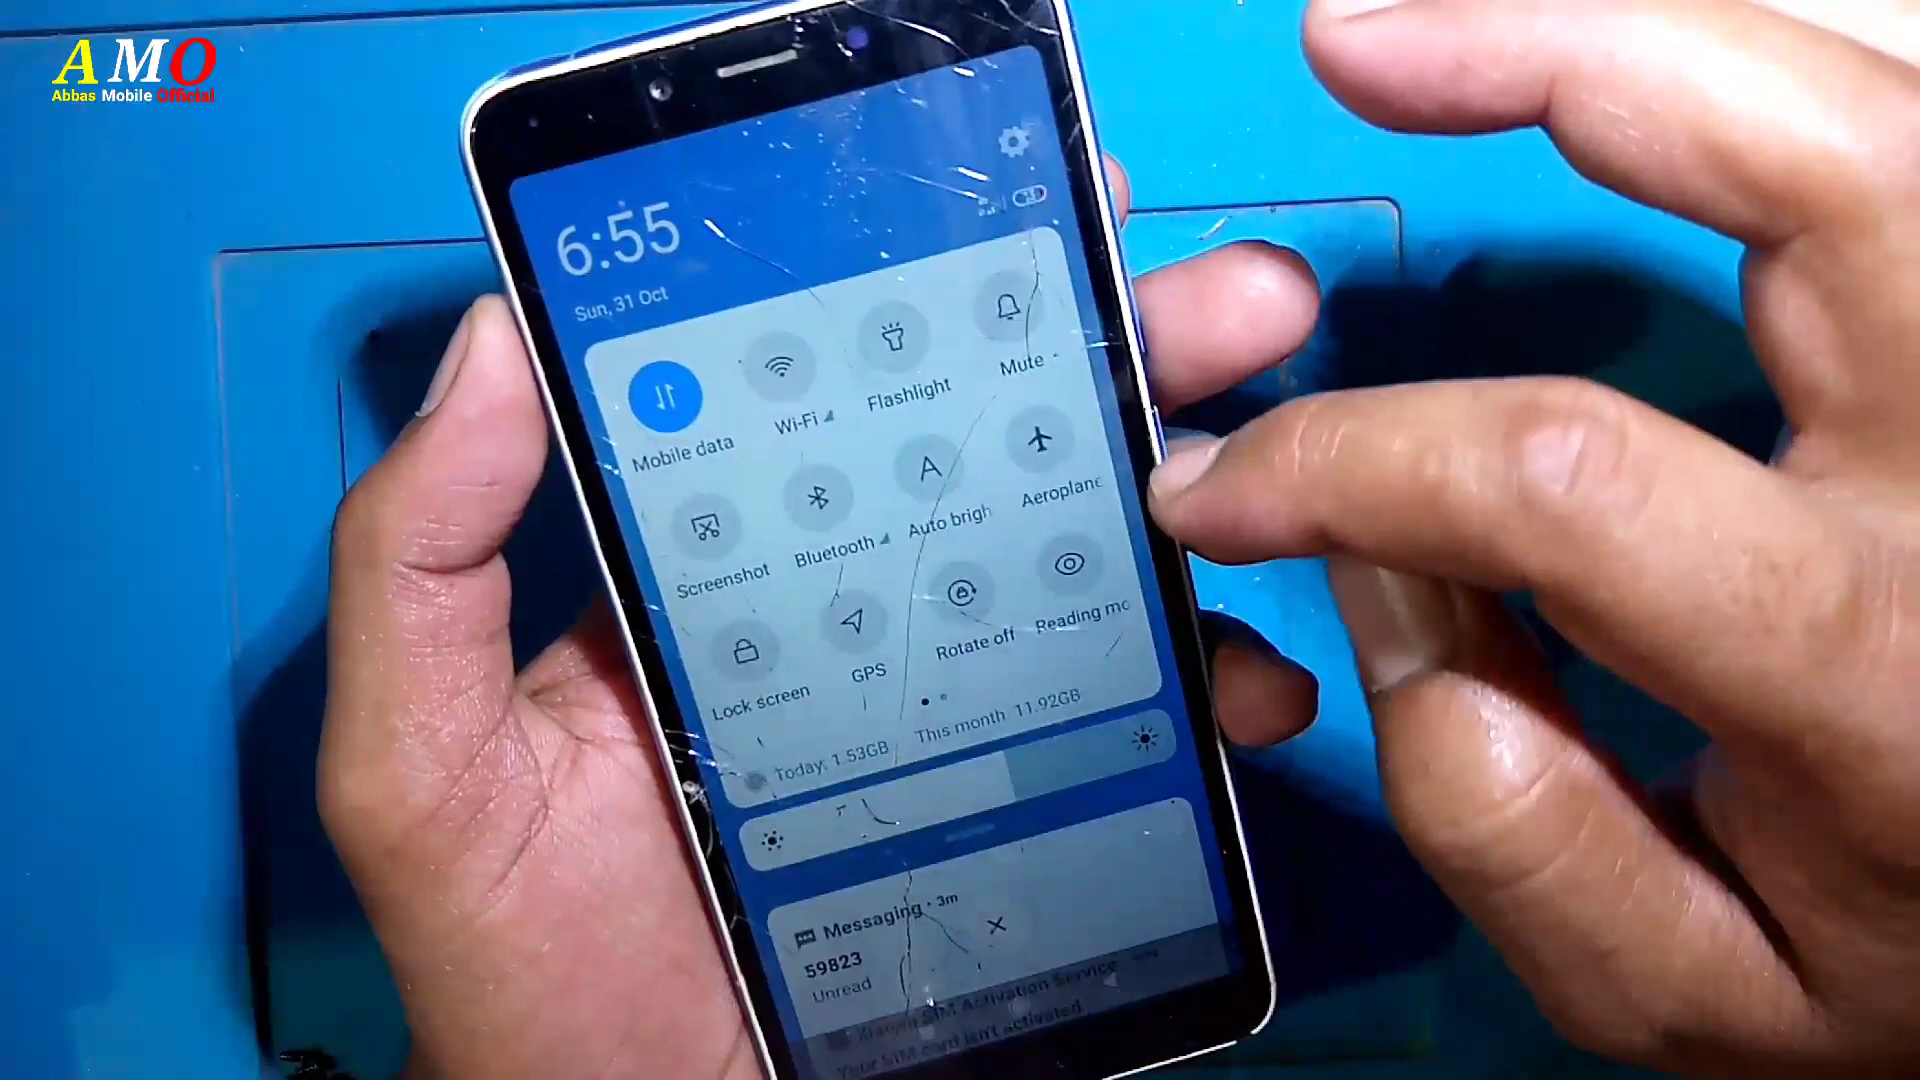 AMO
Abbas Mobile Official
6:55
Sun, 31 Oct
Mobile data
Wi-Fi
Flashlight
Mute
Screenshot
Bluetooth
Auto brigh
Aeroplane
Lock screen
GPS
Rotate off
Reading mo
Today: 1.53GB
This month: 11.92GB
Messaging · 3m
59823
Unread
Xiaomi SIM Activation Service
Your SIM card isn't activated